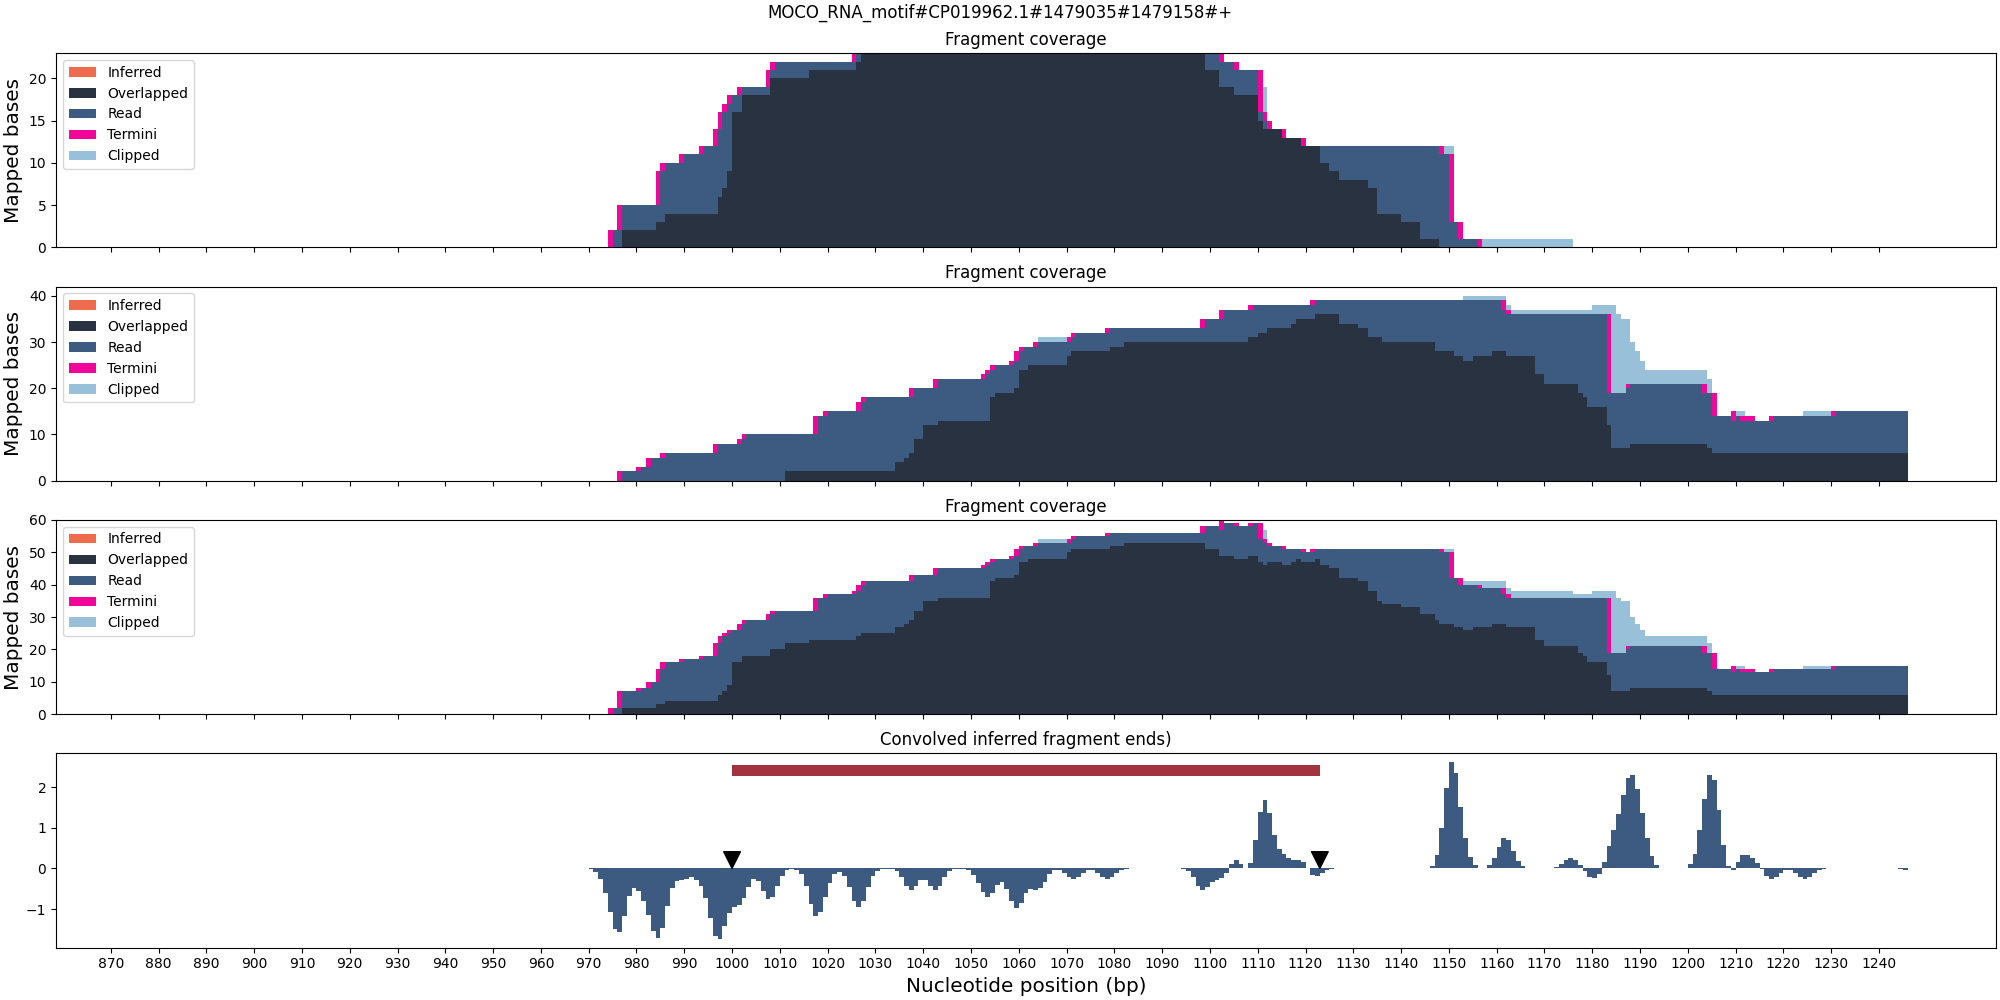 MOCO_RNA_motif#CP019962.1#1479035#1479158#+
Fragment coverage
Mapped bases
20
15
10
5
0
Inferred
Overlapped
Read
Termini
Clipped
Fragment coverage
Mapped bases
40
30
20
10
0
Inferred
Overlapped
Read
Termini
Clipped
Fragment coverage
Mapped bases
60
50
40
30
20
10
0
Inferred
Overlapped
Read
Termini
Clipped
Convolved inferred fragment ends)
2
1
0
−1
870 880 890 900 910 920 930 940 950 960 970 980 990 1000 1010 1020 1030 1040 1050 1060 1070 1080 1090 1100 1110 1120 1130 1140 1150 1160 1170 1180 1190 1200 1210 1220 1230 1240
Nucleotide position (bp)